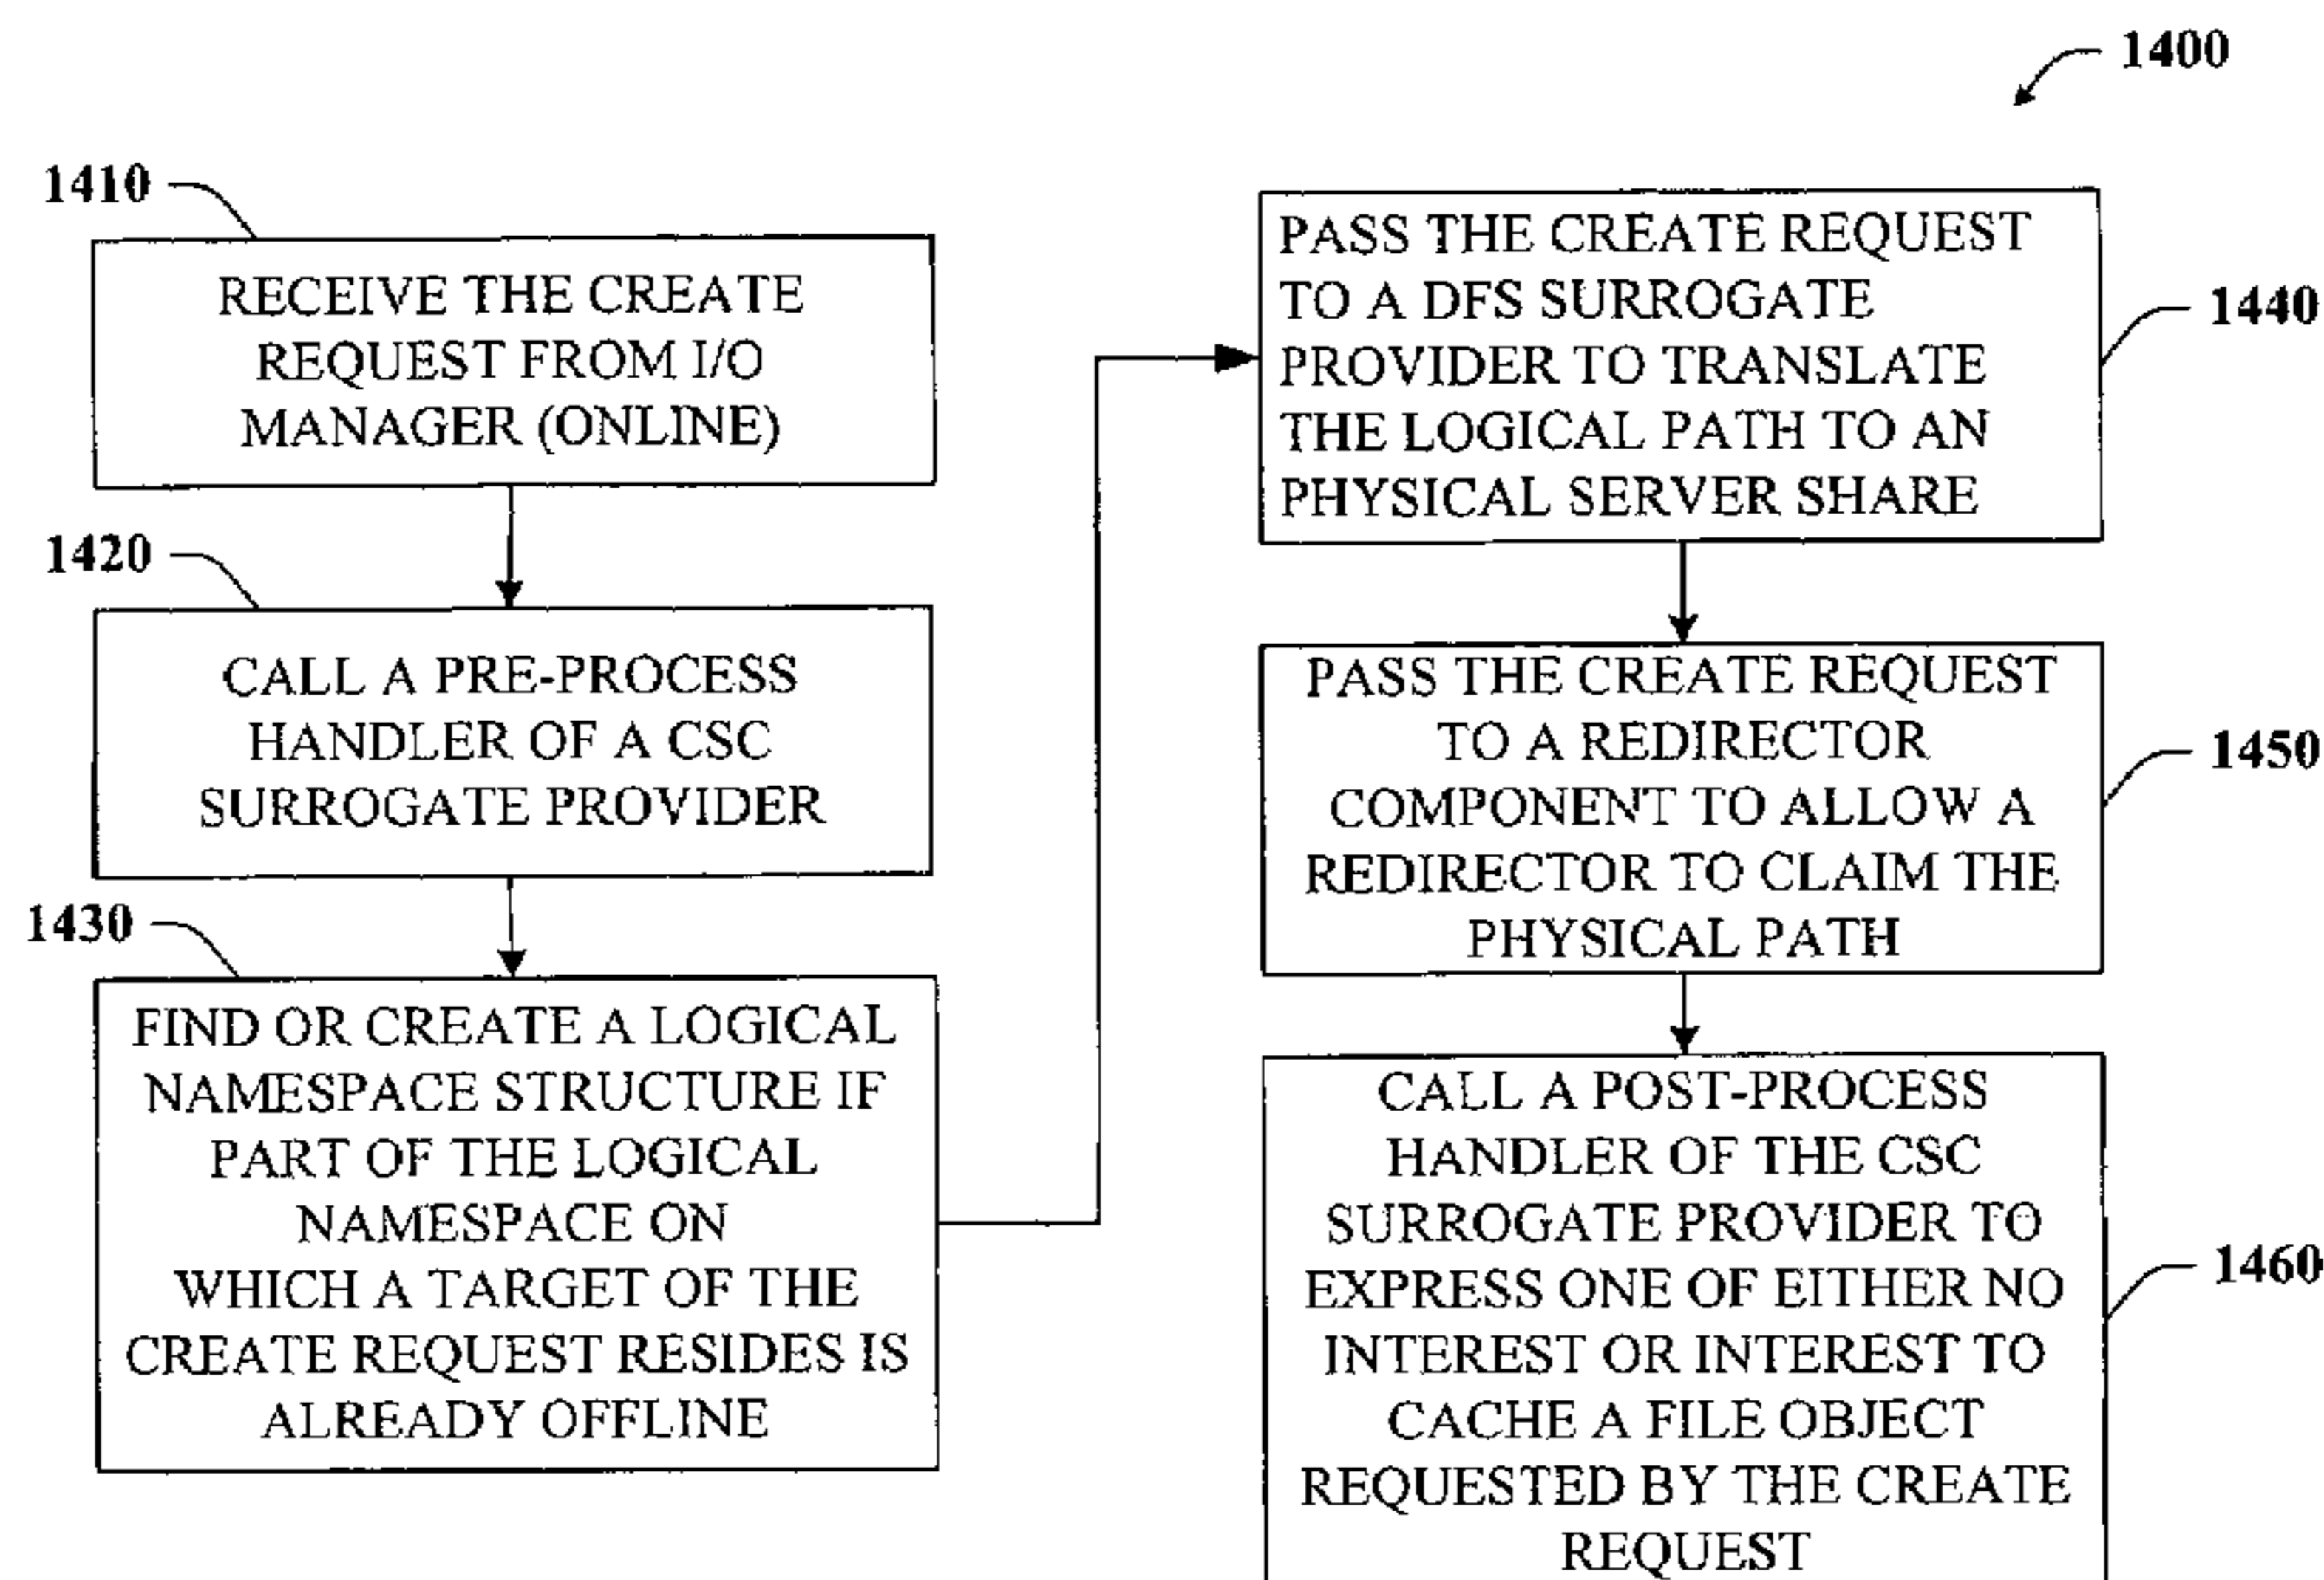 1400
1410
RECEIVE THE CREATE
REQUEST FROM I/O
MANAGER (ONLINE)
1420
CALL A PRE-PROCESS
HANDLER OF A CSC
SURROGATE PROVIDER
1430
FIND OR CREATE A LOGICAL
NAMESPACE STRUCTURE IF
PART OF THE LOGICAL
NAMESPACE ON
WHICH A TARGET OF THE
CREATE REQUEST RESIDES IS
ALREADY OFFLINE
PASS THE CREATE REQUEST
TO A DFS SURROGATE
PROVIDER TO TRANSLATE
THE LOGICAL PATH TO AN
PHYSICAL SERVER SHARE
1440
PASS THE CREATE REQUEST
TO A REDIRECTOR
COMPONENT TO ALLOW A
REDIRECTOR TO CLAIM THE
PHYSICAL PATH
1450
CALL A POST-PROCESS
HANDLER OF THE CSC
SURROGATE PROVIDER TO
EXPRESS ONE OF EITHER NO
INTEREST OR INTEREST TO
CACHE A FILE OBJECT
REQUESTED BY THE CREATE
REQUEST
1460